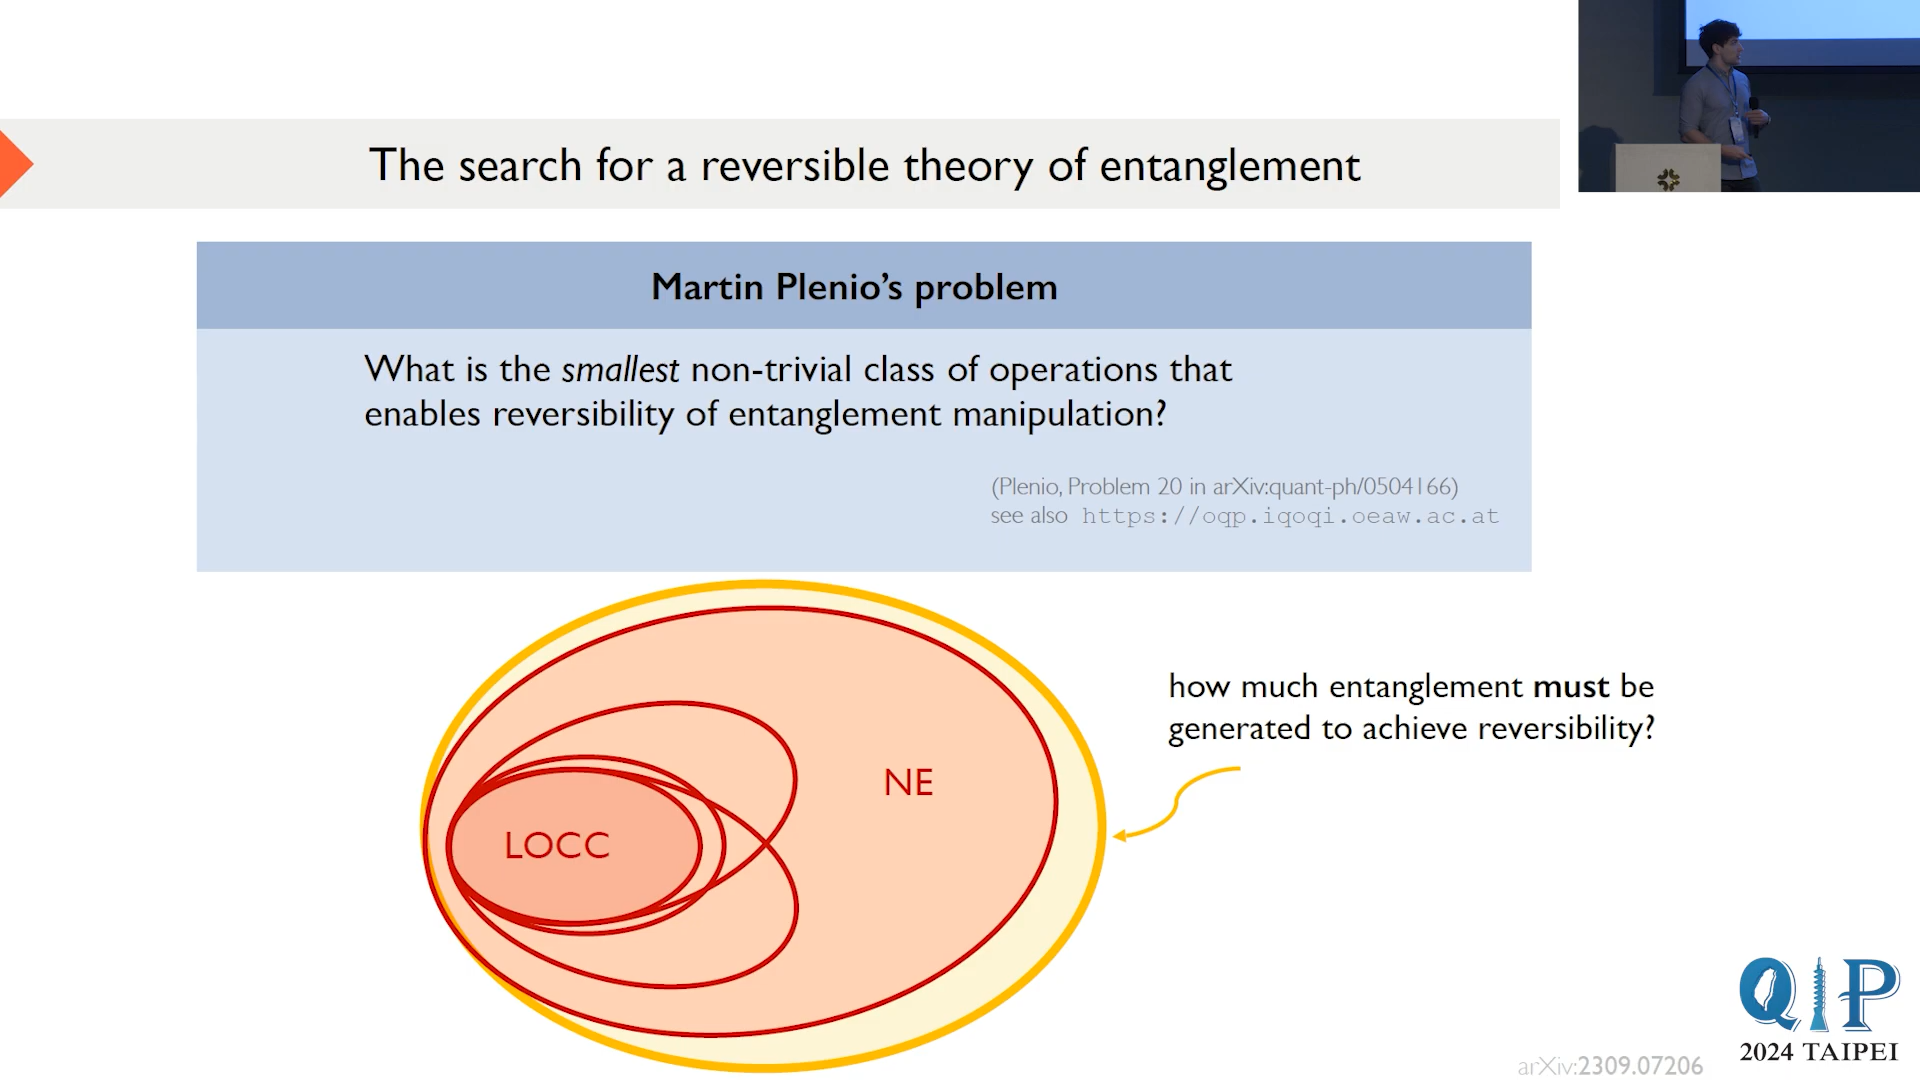 The search for a reversible theory of entanglement
Martin Plenio's problem
What is the smallest non-trivial class of operations that
enables reversibility of entanglement manipulation?
(Plenio, Problem 20 in arXiv:quant-ph/0504166)
see also https://oqp.iqoqi.oeaw.ac.at
how much entanglement must be
generated to achieve reversibility?
NE
LOCC
QIP
2024 TAIPEI
arXiv:2309.07206